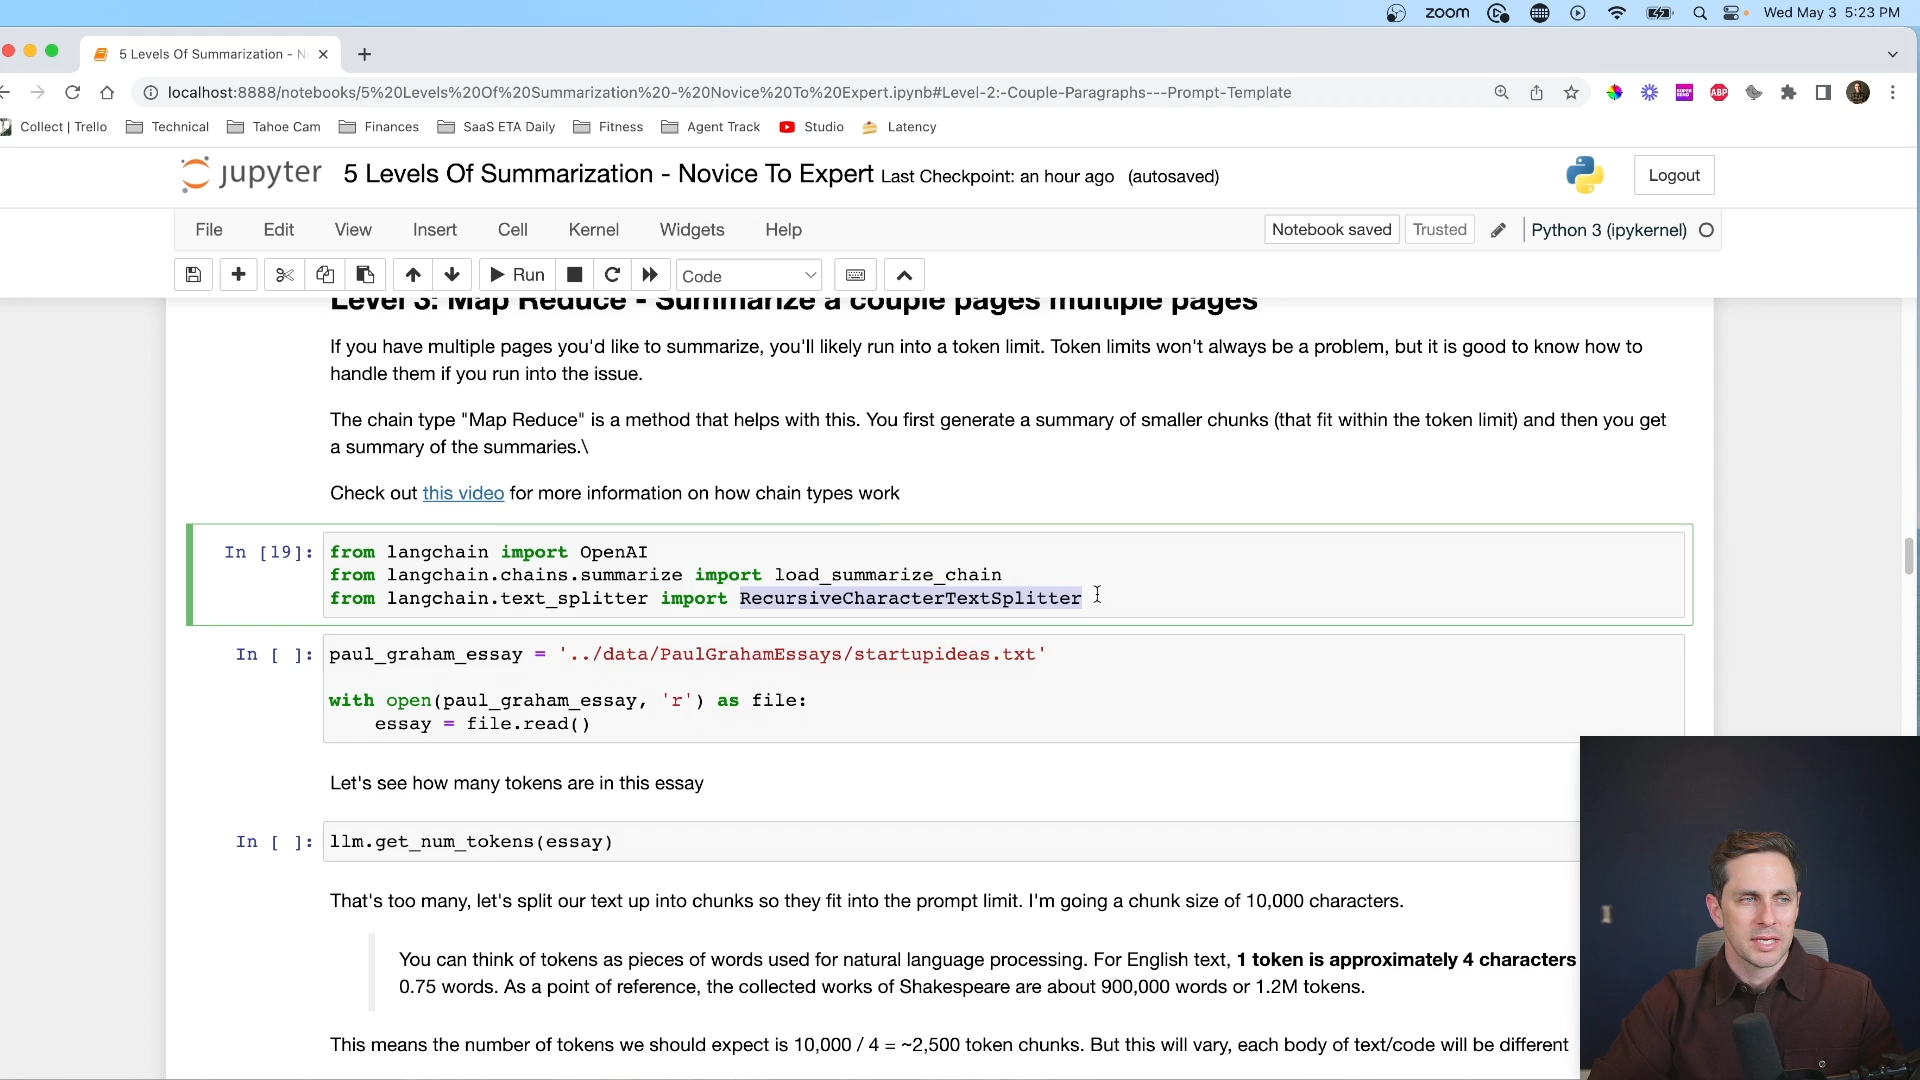 zoom
Wed May 3 5:23 PM
5 Levels Of Summarization - N
localhost:8888/notebooks/5%20Levels%20Of%20Summarization%20-%20Novice%20To%20Expert.ipynb#Level-2:-Couple-Paragraphs---Prompt-Template
ABP
Collect | Trello Technical Tahoe Cam Finances SaaS ETA Daily Fitness Agent Track Studio Latency
jupyter 5 Levels Of Summarization - Novice To Expert Last Checkpoint: an hour ago (autosaved)
Logout
File Edit View Insert Cell Kernel Widgets Help
Notebook saved Trusted Python 3 (ipykernel)
Run Code
Level 3: Map Reduce - Summarize a couple pages multiple pages
If you have multiple pages you'd like to summarize, you'll likely run into a token limit. Token limits won't always be a problem, but it is good to know how to
handle them if you run into the issue.
The chain type "Map Reduce" is a method that helps with this. You first generate a summary of smaller chunks (that fit within the token limit) and then you get
a summary of the summaries.\
Check out this video for more information on how chain types work
In [19]: from langchain import OpenAI
from langchain.chains.summarize import load_summarize_chain
from langchain.text_splitter import RecursiveCharacterTextSplitter
In [ ]: paul_graham_essay = '../data/PaulGrahamEssays/startupideas.txt'
with open(paul_graham_essay, 'r') as file:
essay = file.read()
Let's see how many tokens are in this essay
In [ ]: llm.get_num_tokens(essay)
That's too many, let's split our text up into chunks so they fit into the prompt limit. I'm going a chunk size of 10,000 characters.
You can think of tokens as pieces of words used for natural language processing. For English text, 1 token is approximately 4 characters
0.75 words. As a point of reference, the collected works of Shakespeare are about 900,000 words or 1.2M tokens.
This means the number of tokens we should expect is 10,000 / 4 = ~2,500 token chunks. But this will vary, each body of text/code will be different